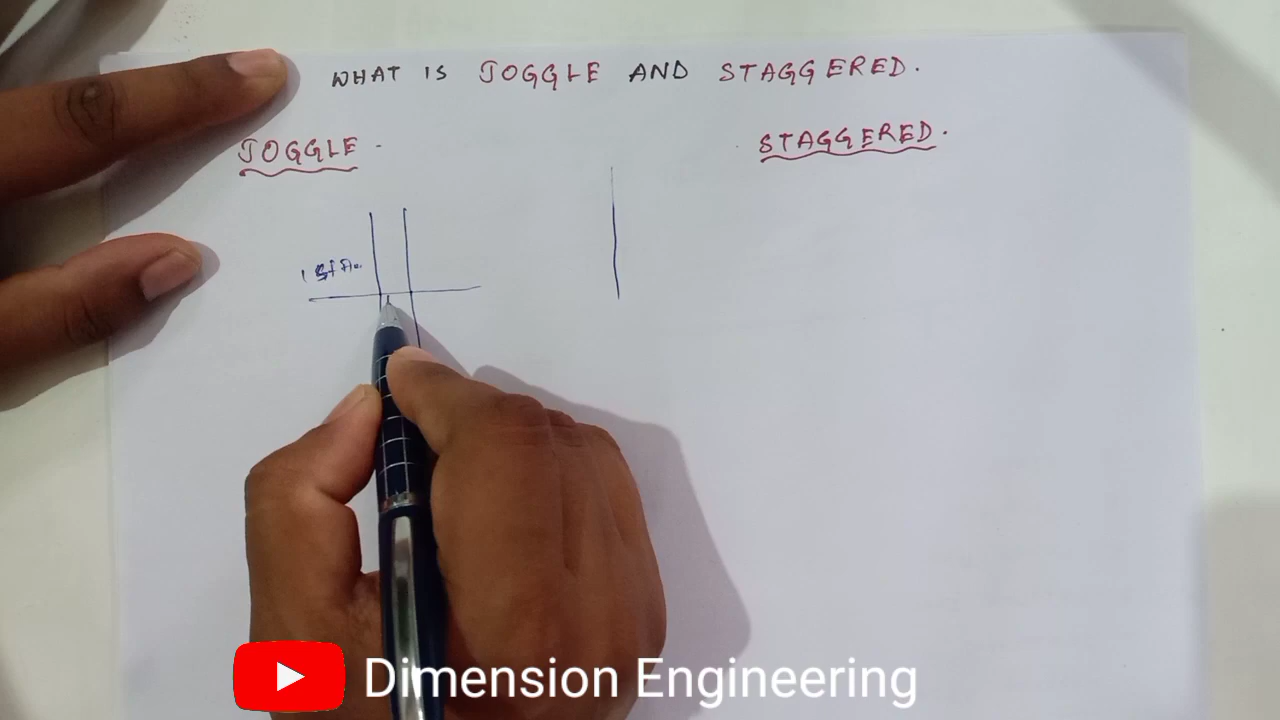 WHAT IS JOGGLE AND STAGGERED.
JOGGLE.
STAGGERED.
Dimension Engineering